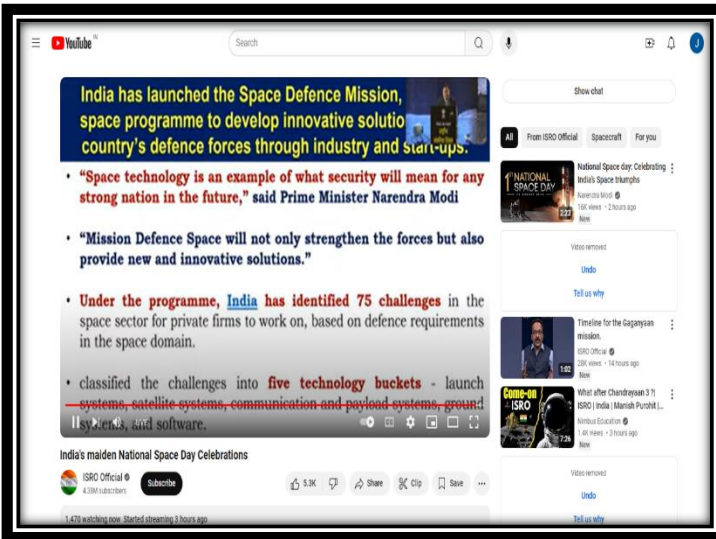 YouTube IN
Search
J
India has launched the Space Defence Mission,
space programme to develop innovative solutio
country's defence forces through industry and start-ups.
• "Space technology is an example of what security will mean for any
strong nation in the future," said Prime Minister Narendra Modi
• "Mission Defence Space will not only strengthen the forces but also
provide new and innovative solutions."
• Under the programme, India has identified 75 challenges in the
space sector for private firms to work on, based on defence requirements
in the space domain.
• classified the challenges into five technology buckets - launch
systems, satellite systems, communication and payload systems, ground
systems, and software.
India's maiden National Space Day Celebrations
ISRO Official
4.39M subscribers
Subscribe
5.3K
Share
Clip
Save
1,470 watching now Started streaming 3 hours ago
Show chat
All
From ISRO Official
Spacecraft
For you
1ST NATIONAL
SPACE DAY
2:23
National Space day: Celebrating
India's Space triumphs
Narendra Modi
16K views • 2 hours ago
New
Video removed
Undo
Tell us why
1:02
Timeline for the Gaganyaan
mission.
ISRO Official
28K views • 14 hours ago
New
Come-on
ISRO
7:26
What after Chandrayaan 3 ?|
ISRO | India | Manish Purohit |...
Nimbus Education
1.4K views • 3 hours ago
New
Video removed
Undo
Tell us why